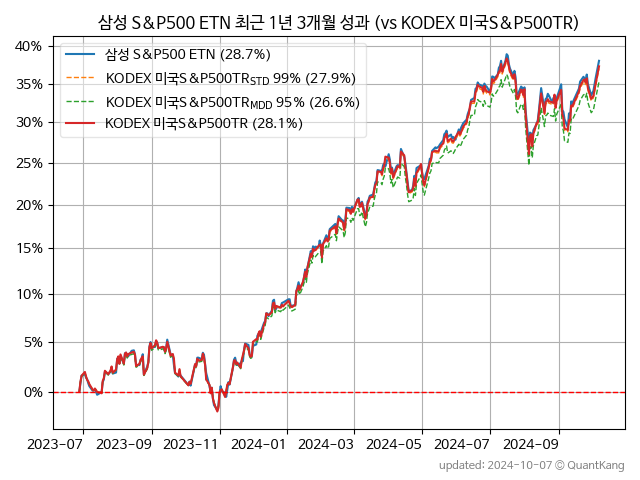 삼성 S&P500 ETN 최근 1년 3개월 성과 (vs KODEX 미국S&P500TR)
삼성 S&P500 ETN (28.7%)
KODEX 미국S&P500TR_STD 99% (27.9%)
KODEX 미국S&P500TR_MDD 95% (26.6%)
KODEX 미국S&P500TR (28.1%)
40%
35%
30%
25%
20%
15%
10%
5%
0%
2023-07 2023-09 2023-11 2024-01 2024-03 2024-05 2024-07 2024-09
updated: 2024-10-07 © QuantKang